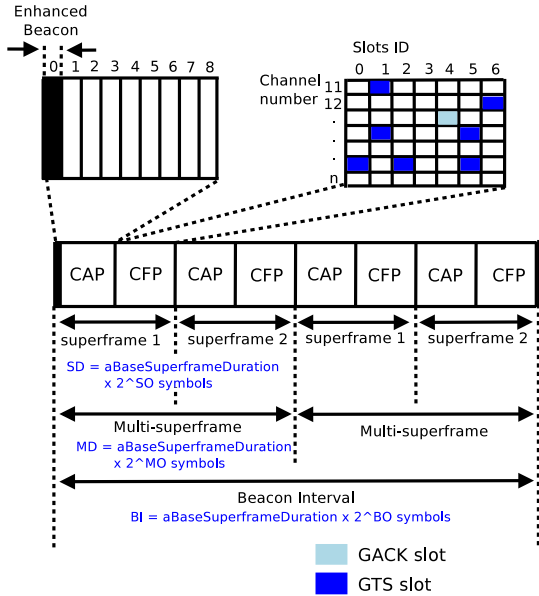 Enhanced
Beacon
0 1 2 3 4 5 6 7 8
Slots ID
0 1 2 3 4 5 6
Channel
number
11
12
.
.
.
n
CAP CFP CAP CFP CAP CFP CAP CFP
superframe 1 superframe 2 superframe 1 superframe 2
SD = aBaseSuperframeDuration
x 2^SO symbols
Multi-superframe Multi-superframe
MD = aBaseSuperframeDuration
x 2^MO symbols
Beacon Interval
BI = aBaseSuperframeDuration x 2^BO symbols
GACK slot
GTS slot